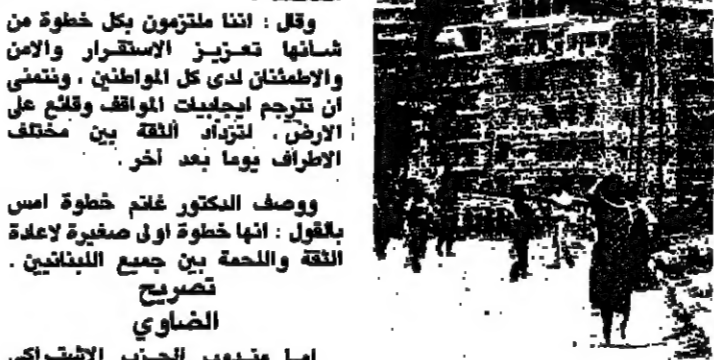 وقال : اننا ملتزمون بكل خطوة من
شانها تعزيز الاستقرار والامن
والاطمئنان لدى كل المواطنين ، ونتمنى
ان تترجم ايجابيات المواقف وقائع على
الارض ، لتزداد الثقة بين مختلف
الاطراف يوما بعد آخر .
ووصف الدكتور غانم خطوة امس
بالقول : انها خطوة اولى صغيرة لاعادة
الثقة واللحمة بين جميع اللبنانيين .
تصريح
الضاوي
اما مندوب الحزب الاشتراكي